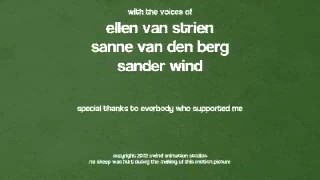 with the voices of
ellen van strien
sanne van den berg
sander wind
special thanks to everbody who supported me
copyright 2012 swind animation studios
no sheep was hurt during the making of this motion picture